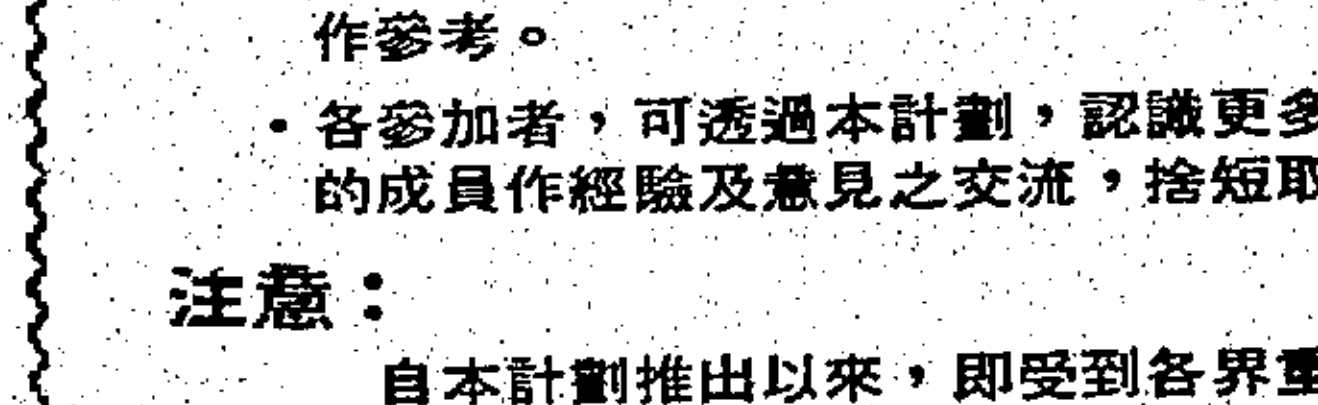 作參考。
・各參加者，可透過本計劃，認識更多
的成員作經驗及意見之交流，捨短取
注意：
自本計劃推出以來，即受到各界重